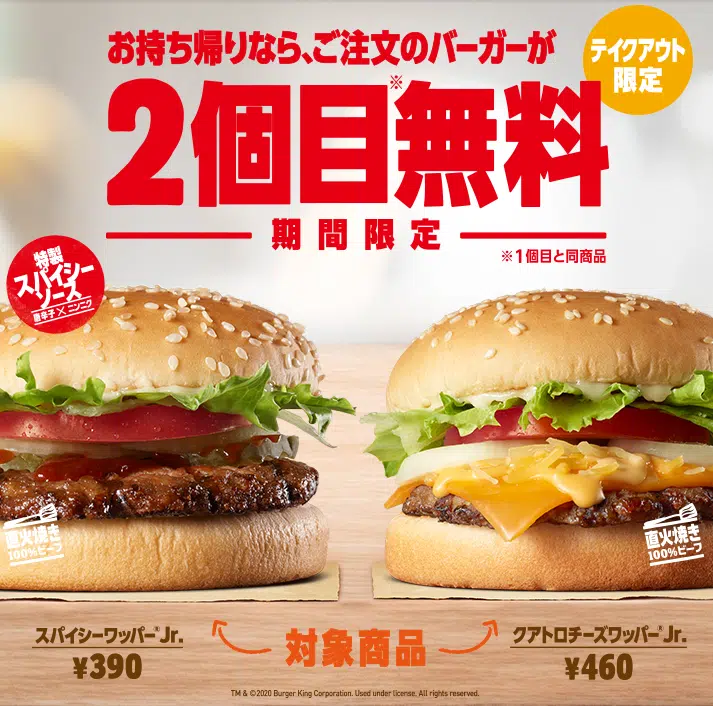 お持ち帰りなら、ご注文のバーガーが
テイクアウト
限定
2個目無料※
期間限定
※1個目と同商品
特製
スパイシー
ソース
唐辛子×ニンニク
直火焼き
100%ビーフ
直火焼き
100%ビーフ
スパイシーワッパー®Jr.
¥390
対象商品
クアトロチーズワッパー®Jr.
¥460
TM & ©2020 Burger King Corporation. Used under license. All rights reserved.